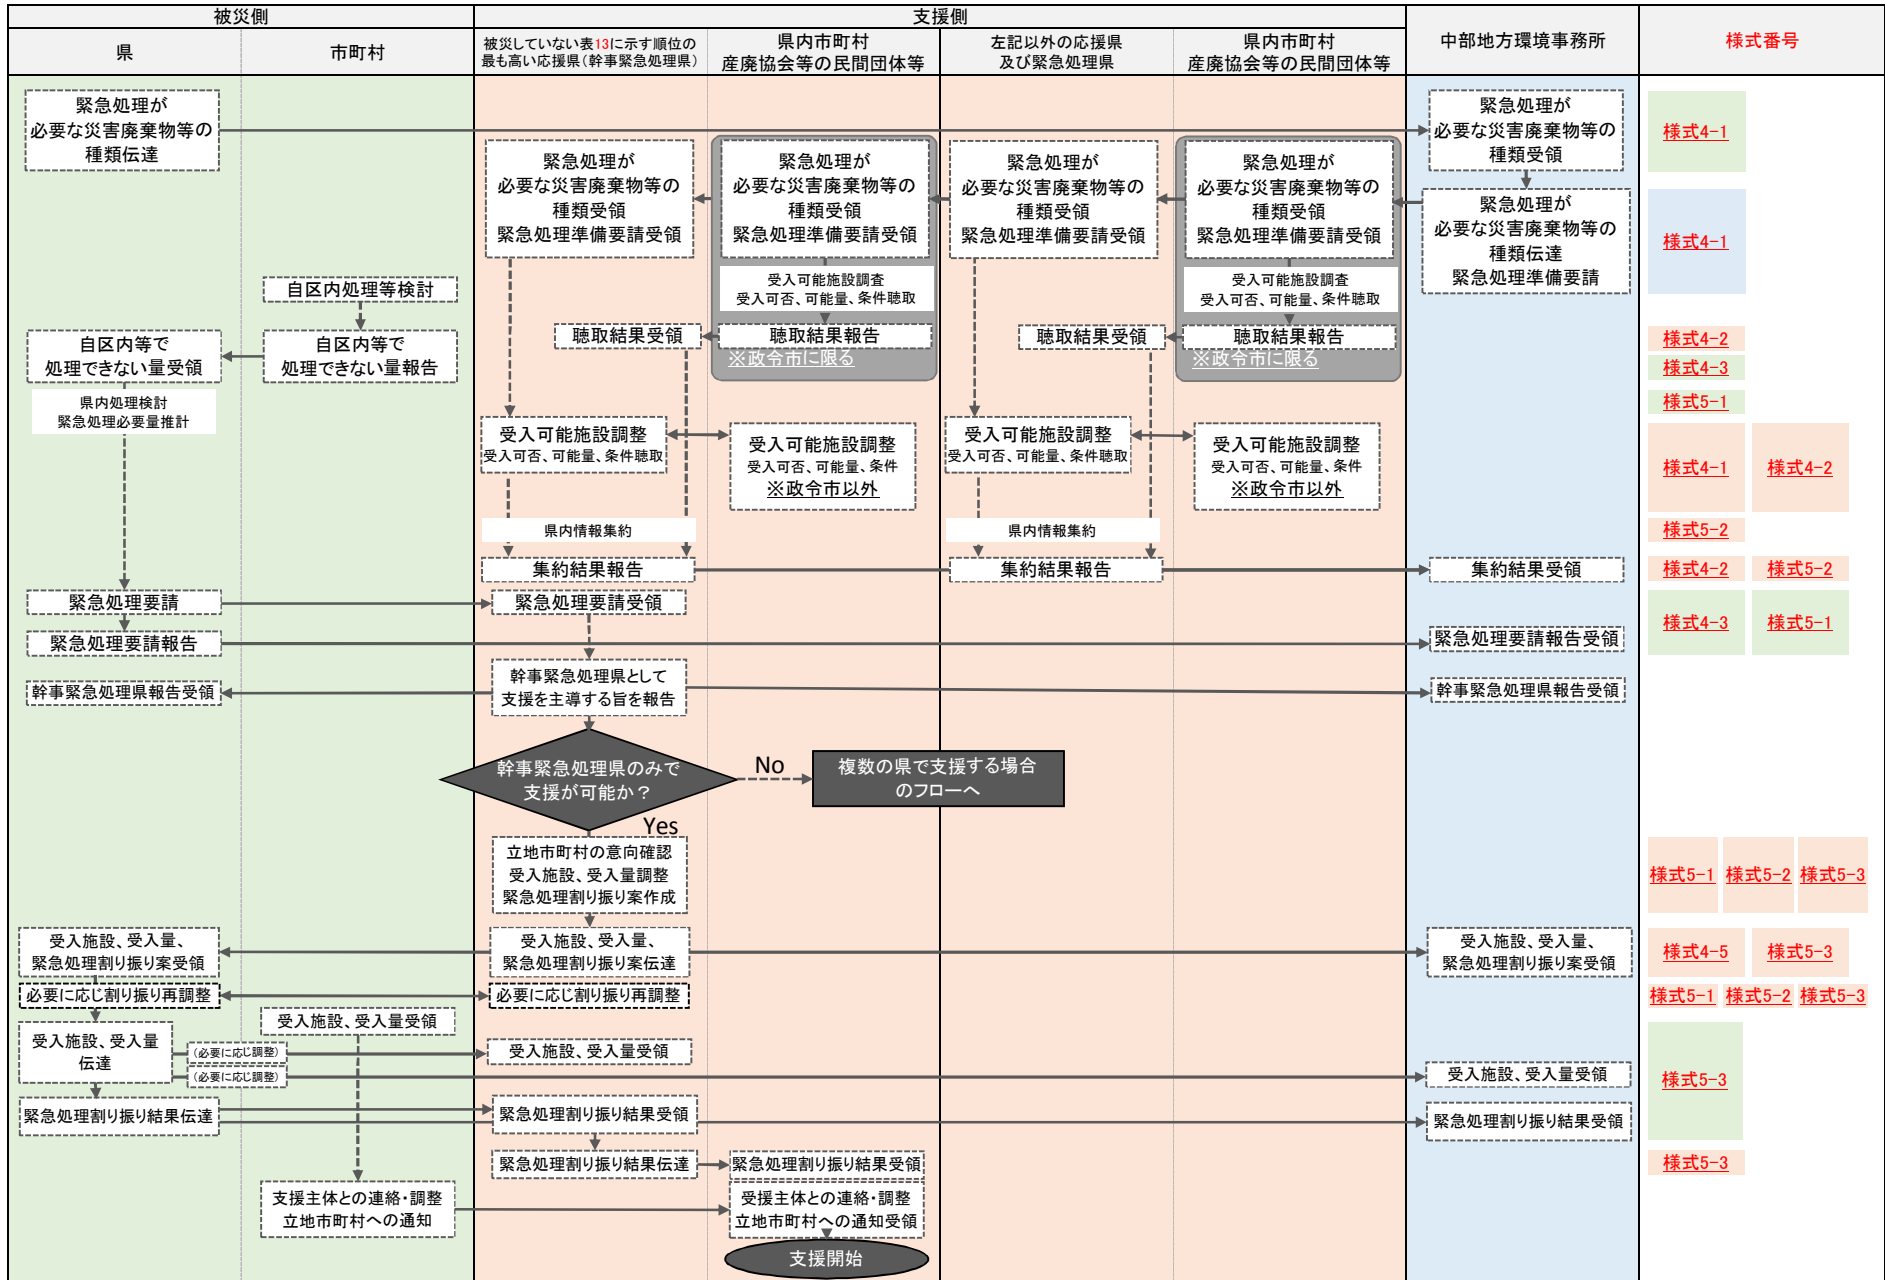 被災側
支援側
県
市町村
被災していない表13に示す順位の
最も高い応援県（幹事緊急処理県）
県内市町村
産廃協会等の民間団体等
左記以外の応援県
及び緊急処理県
県内市町村
産廃協会等の民間団体等
中部地方環境事務所
様式番号
緊急処理が
必要な災害廃棄物等の
種類伝達
緊急処理が
必要な災害廃棄物等の
種類受領
様式4-1
緊急処理が
必要な災害廃棄物等の
種類受領
緊急処理準備要請受領
緊急処理が
必要な災害廃棄物等の
種類受領
緊急処理準備要請受領
緊急処理が
必要な災害廃棄物等の
種類受領
緊急処理準備要請受領
緊急処理が
必要な災害廃棄物等の
種類受領
緊急処理準備要請受領
緊急処理が
必要な災害廃棄物等の
種類伝達
緊急処理準備要請
様式4-1
自区内処理等検討
受入可能施設調査
受入可否、可能量、条件聴取
受入可能施設調査
受入可否、可能量、条件聴取
自区内等で
処理できない量受領
自区内等で
処理できない量報告
聴取結果受領
聴取結果報告
※政令市に限る
聴取結果受領
聴取結果報告
※政令市に限る
様式4-2
様式4-3
県内処理検討
緊急処理必要量推計
様式5-1
受入可能施設調整
受入可否、可能量、条件聴取
受入可能施設調整
受入可否、可能量、条件
※政令市以外
受入可能施設調整
受入可否、可能量、条件聴取
受入可能施設調整
受入可否、可能量、条件
※政令市以外
様式4-1
様式4-2
県内情報集約
県内情報集約
様式5-2
集約結果報告
集約結果報告
集約結果受領
様式4-2
様式5-2
緊急処理要請
緊急処理要請受領
緊急処理要請報告
緊急処理要請報告受領
様式4-3
様式5-1
幹事緊急処理県報告受領
幹事緊急処理県として
支援を主導する旨を報告
幹事緊急処理県報告受領
幹事緊急処理県のみで
支援が可能か？
No
複数の県で支援する場合
のフローへ
Yes
立地市町村の意向確認
受入施設、受入量調整
緊急処理割り振り案作成
様式5-1
様式5-2
様式5-3
受入施設、受入量、
緊急処理割り振り案受領
受入施設、受入量、
緊急処理割り振り案伝達
受入施設、受入量、
緊急処理割り振り案受領
様式4-5
様式5-3
必要に応じ割り振り再調整
必要に応じ割り振り再調整
様式5-1
様式5-2
様式5-3
受入施設、受入量受領
受入施設、受入量
伝達
（必要に応じ調整）
受入施設、受入量受領
（必要に応じ調整）
受入施設、受入量受領
様式5-3
緊急処理割り振り結果伝達
緊急処理割り振り結果受領
緊急処理割り振り結果受領
緊急処理割り振り結果伝達
緊急処理割り振り結果受領
様式5-3
支援主体との連絡・調整
立地市町村への通知
受援主体との連絡・調整
立地市町村への通知受領
支援開始